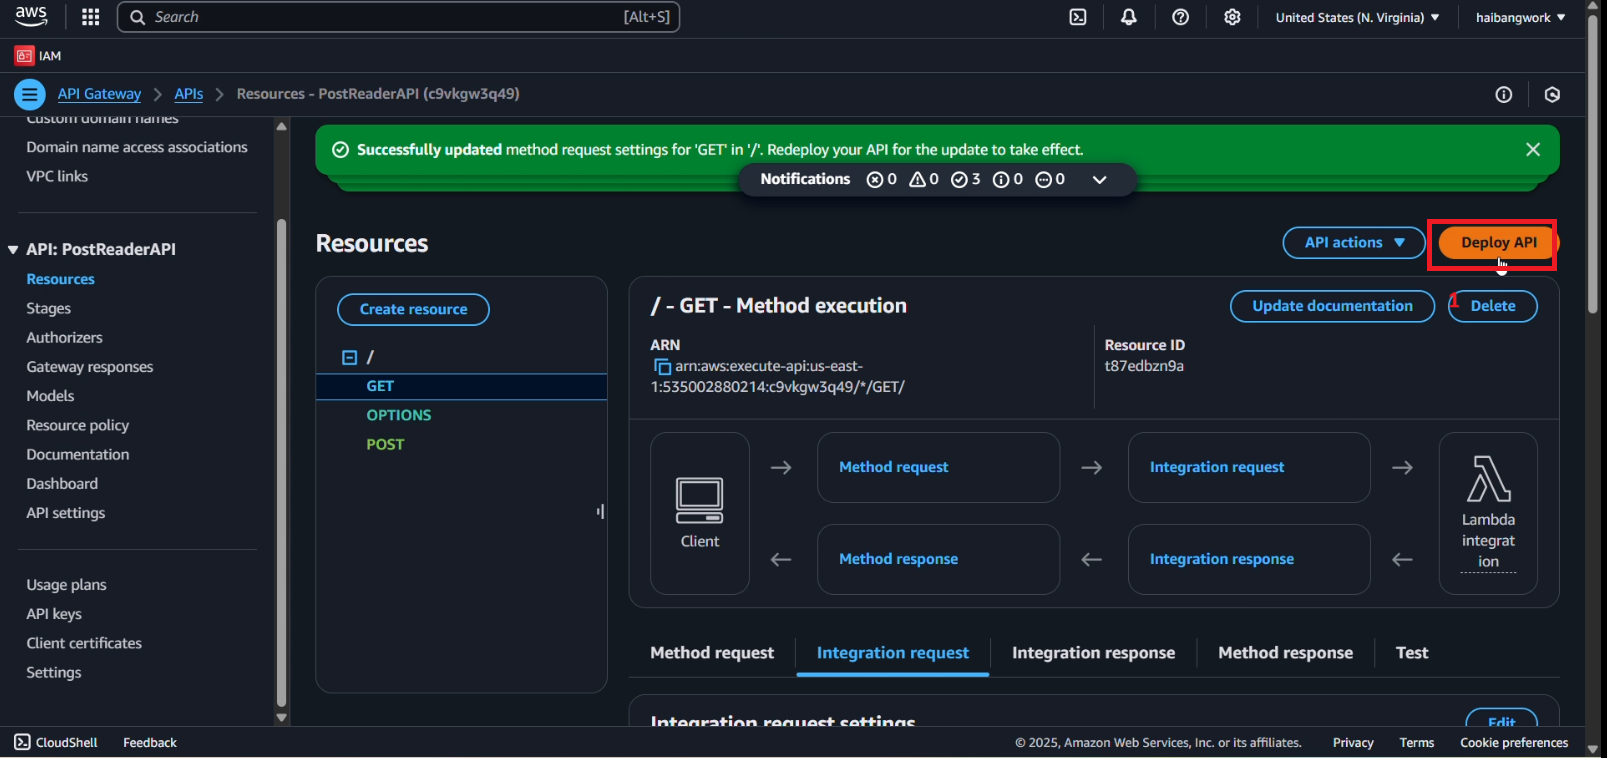 aws
Search
[Alt+S]
United States (N. Virginia)
haibangwork
IAM
API Gateway
APIs
Resources - PostReaderAPI (c9vkgw3q49)
Custom domain names
Domain name access associations
VPC links
API: PostReaderAPI
Resources
Stages
Authorizers
Gateway responses
Models
Resource policy
Documentation
Dashboard
API settings
Usage plans
API keys
Client certificates
Settings
Successfully updated method request settings for 'GET' in '/'. Redeploy your API for the update to take effect.
Notifications 0 0 3 0 0
Resources
API actions
Deploy API
Create resource
/
GET
OPTIONS
POST
/ - GET - Method execution
Update documentation
1
Delete
ARN
arn:aws:execute-api:us-east-
1:535002880214:c9vkgw3q49/*/GET/
Resource ID
t87edbzn9a
Client
Method request
Integration request
Method response
Integration response
Lambda
integrat
ion
Method request
Integration request
Integration response
Method response
Test
Integration request settings
Edit
CloudShell
Feedback
© 2025, Amazon Web Services, Inc. or its affiliates.
Privacy
Terms
Cookie preferences